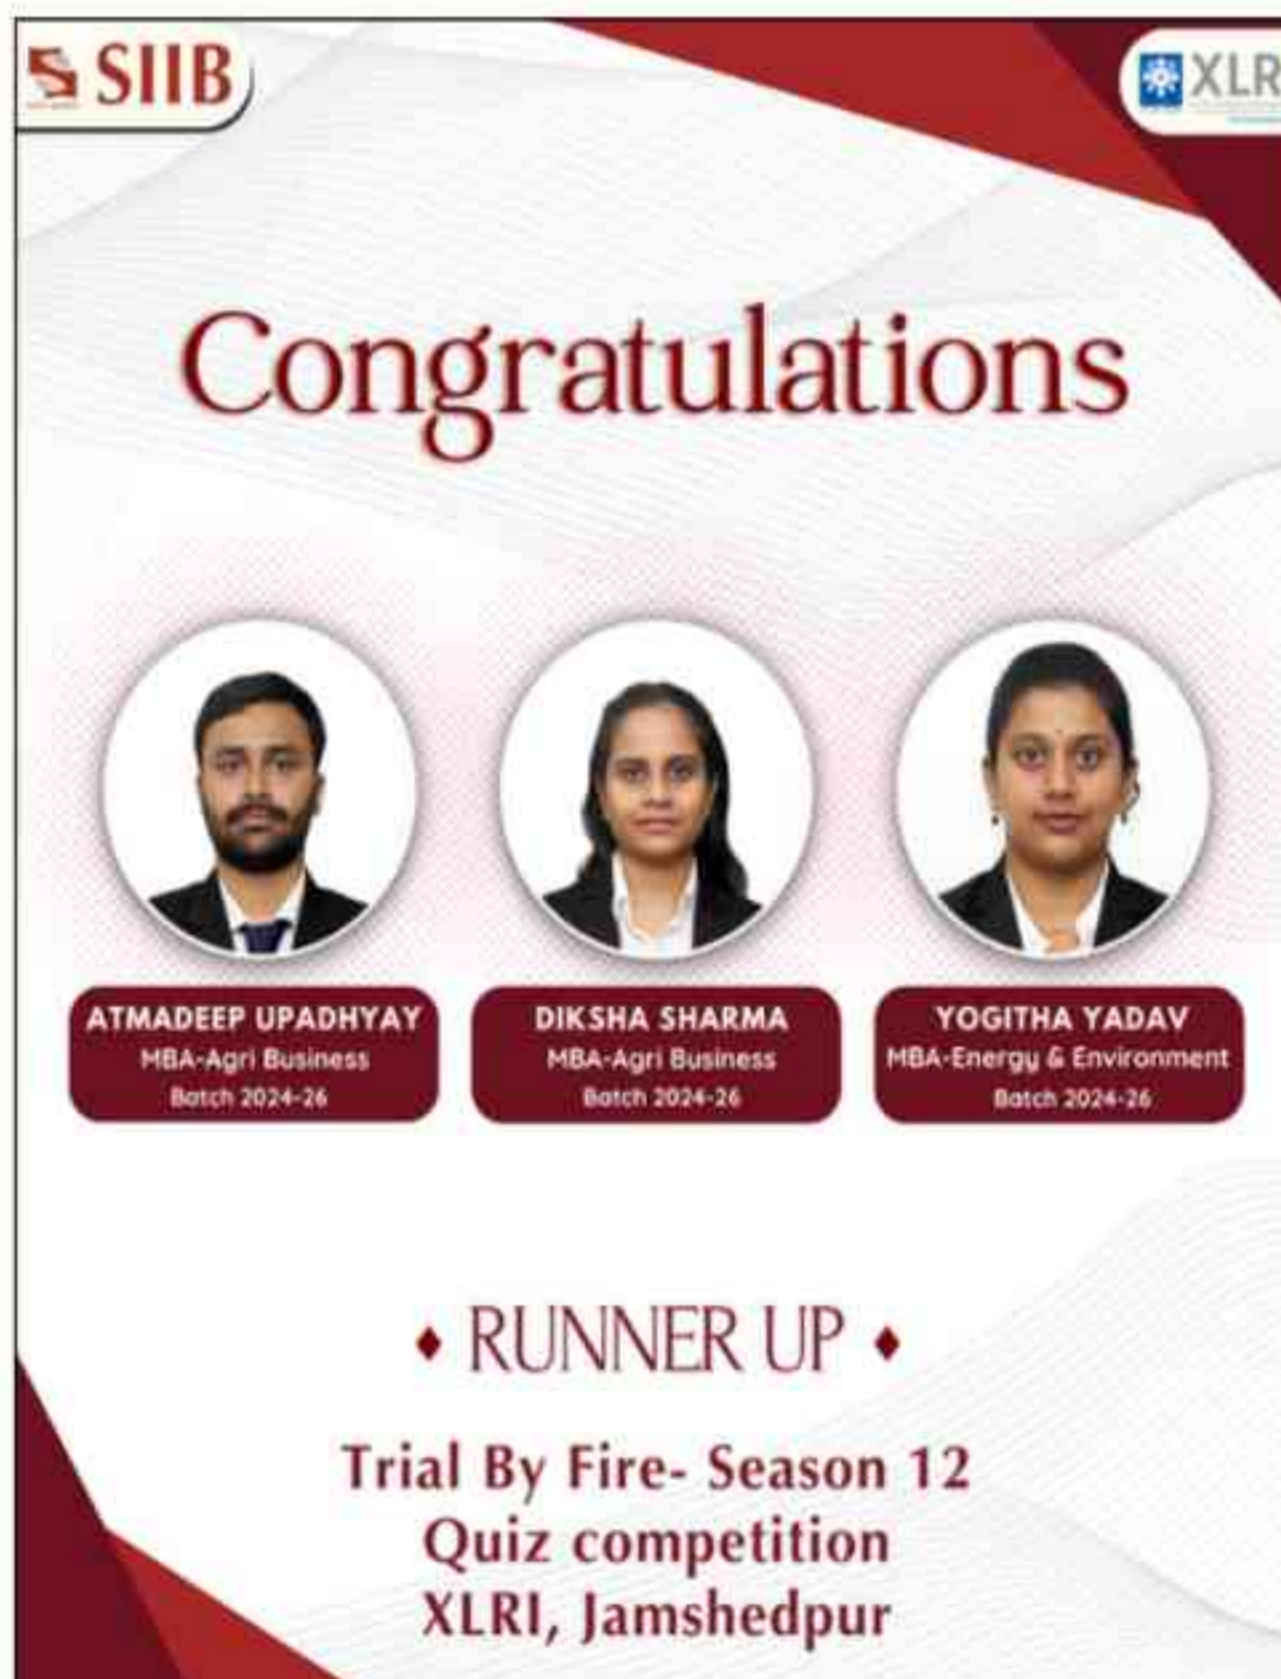 SIIB
XLR
Congratulations
ATMADEEP UPADHYAY
MBA-Agri Business
Batch 2024-26
DIKSHA SHARMA
MBA-Agri Business
Batch 2024-26
YOGITHA YADAV
MBA-Energy & Environment
Batch 2024-26
RUNNER UP
Trial By Fire- Season 12
Quiz competition
XLRI, Jamshedpur